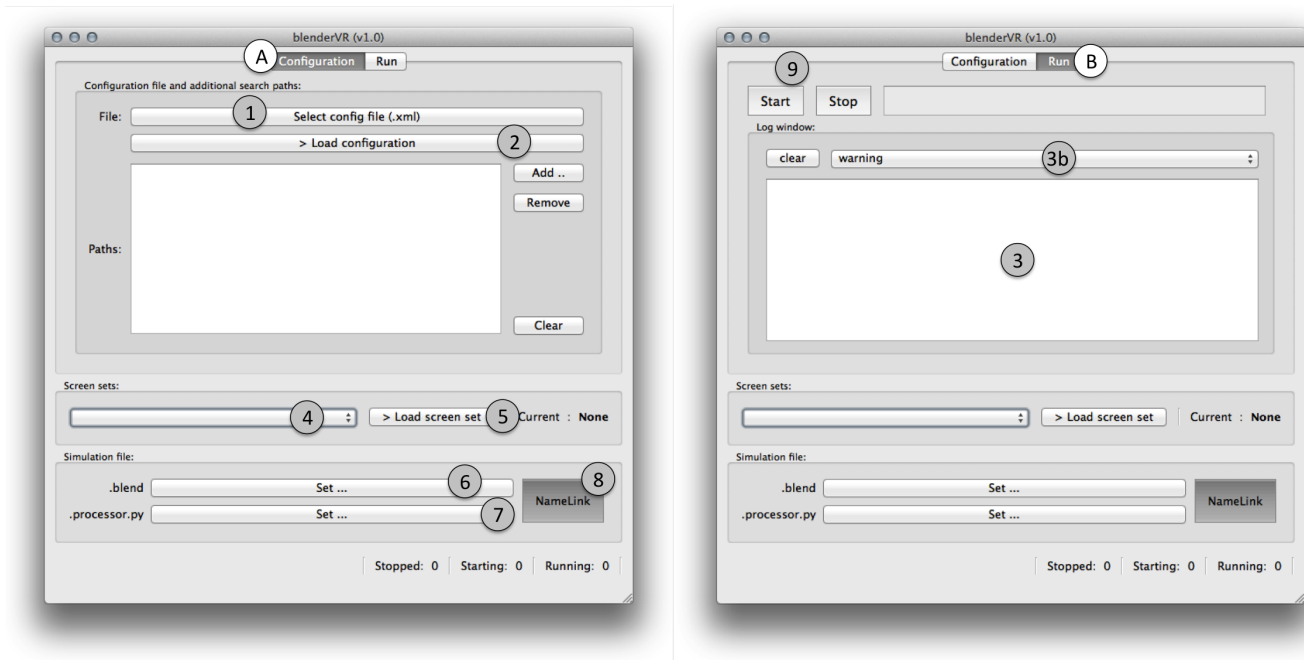 blenderVR (v1.0)
A Configuration Run
Configuration file and additional search paths:
File: 1 Select config file (.xml)
> Load configuration 2
Add ..
Remove
Paths:
Clear
Screen sets:
4 > Load screen set 5 Current : None
Simulation file:
.blend Set ... 6 8
NameLink
.processor.py Set ... 7
Stopped: 0 Starting: 0 Running: 0
blenderVR (v1.0)
Configuration Run B
9
Start Stop
Log window:
clear warning 3b
3
Screen sets:
> Load screen set Current : None
Simulation file:
.blend Set ...
NameLink
.processor.py Set ...
Stopped: 0 Starting: 0 Running: 0